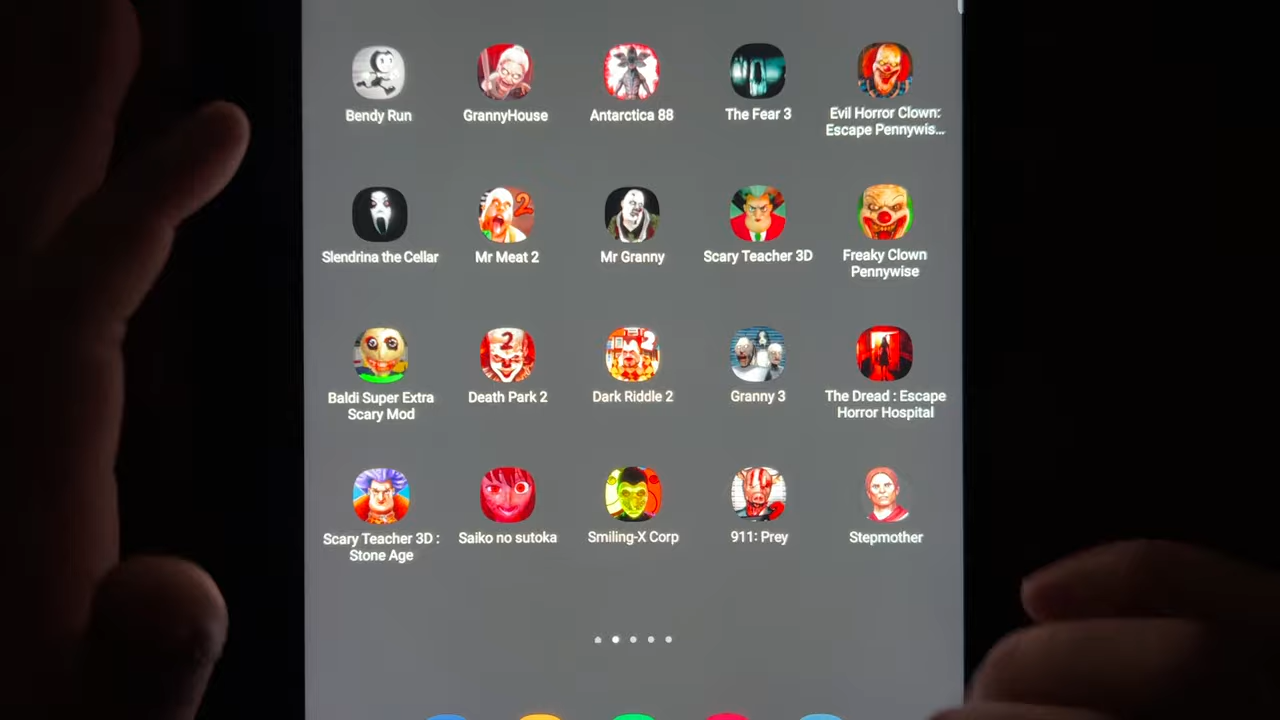 Bendy Run
GrannyHouse
Antarctica 88
The Fear 3
Evil Horror Clown:
Escape Pennywis...
Slendrina the Cellar
2
Mr Meat 2
Mr Granny
Scary Teacher 3D
Freaky Clown
Pennywise
Baldi Super Extra
Scary Mod
2
Death Park 2
2
Dark Riddle 2
Granny 3
The Dread : Escape
Horror Hospital
Scary Teacher 3D :
Stone Age
Saiko no sutoka
Smiling-X Corp
911: Prey
Stepmother